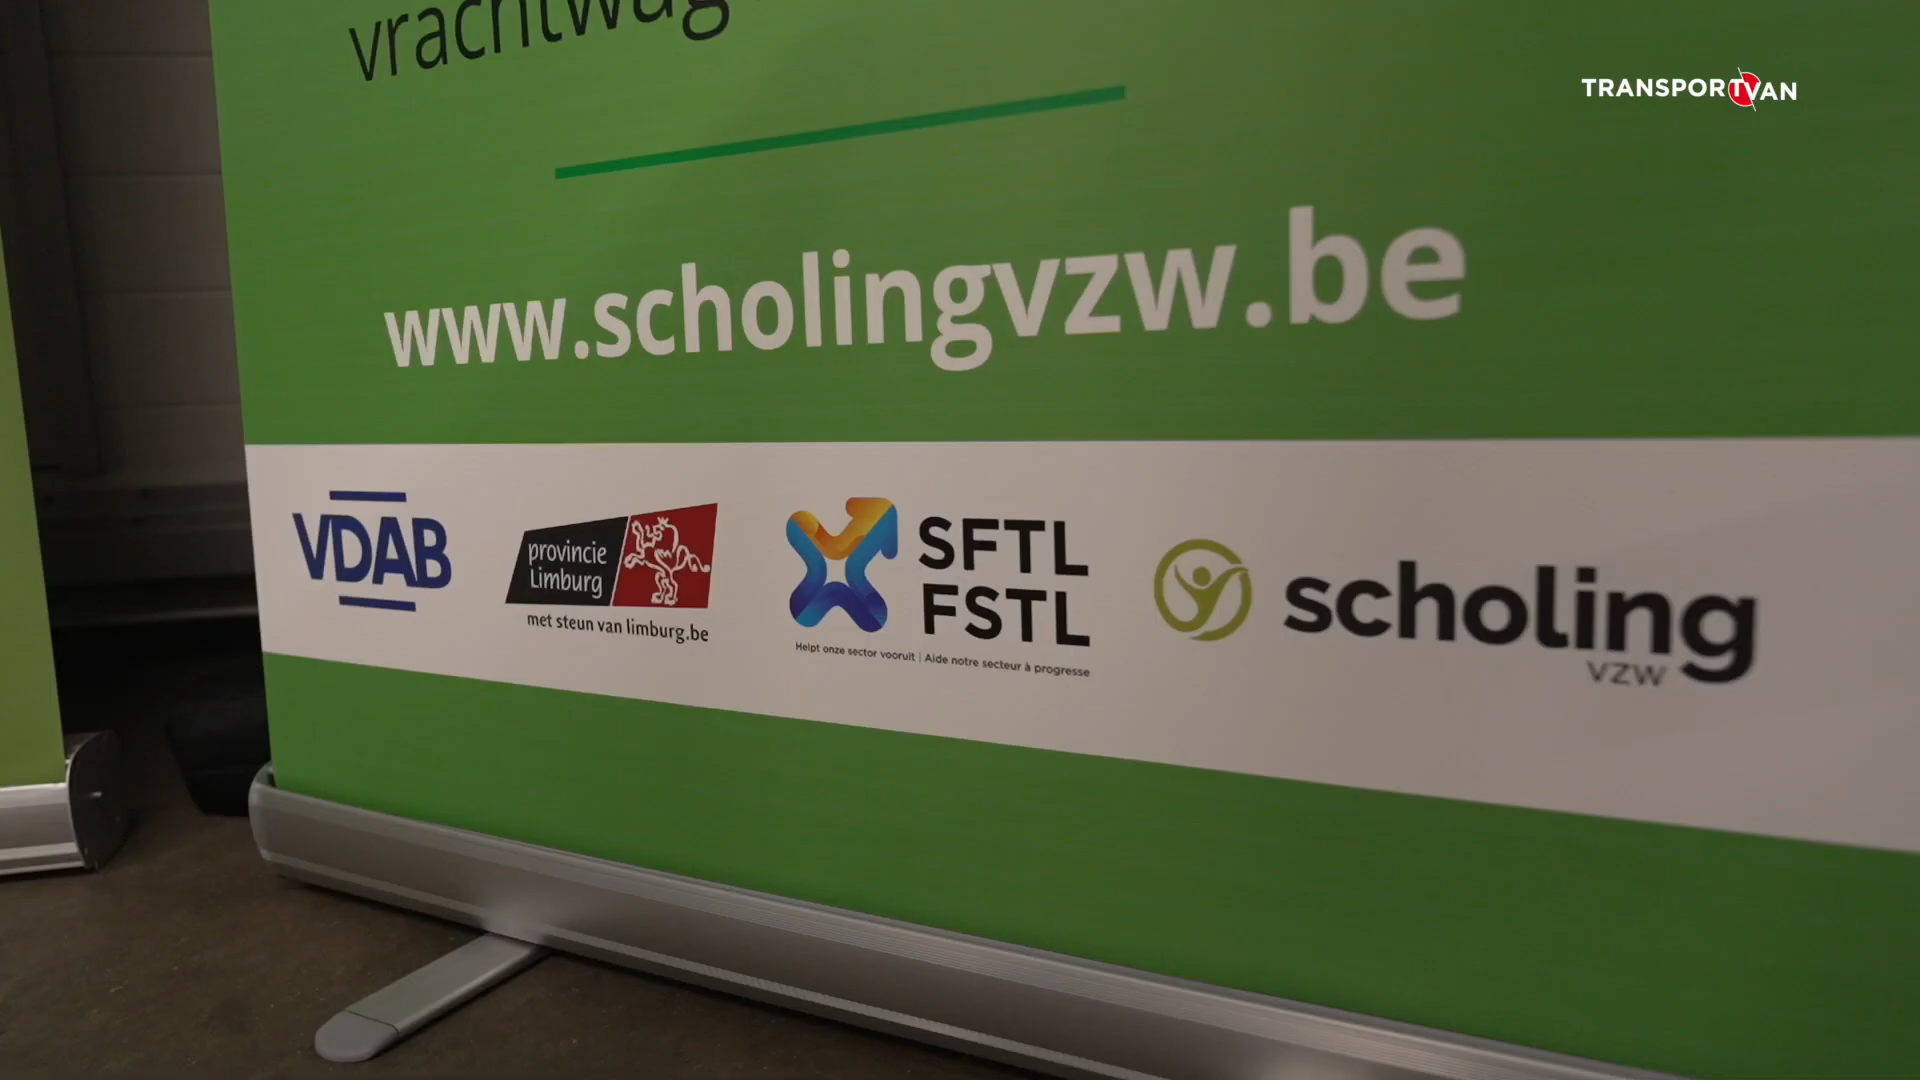 TRANSPORTVAN
www.scholingvzw.be
VDAB
provincie
Limburg
met steun van limburg.be
SFTL
FSTL
Helpt onze sector vooruit | Aide notre secteur à progresse
scholing
vzw